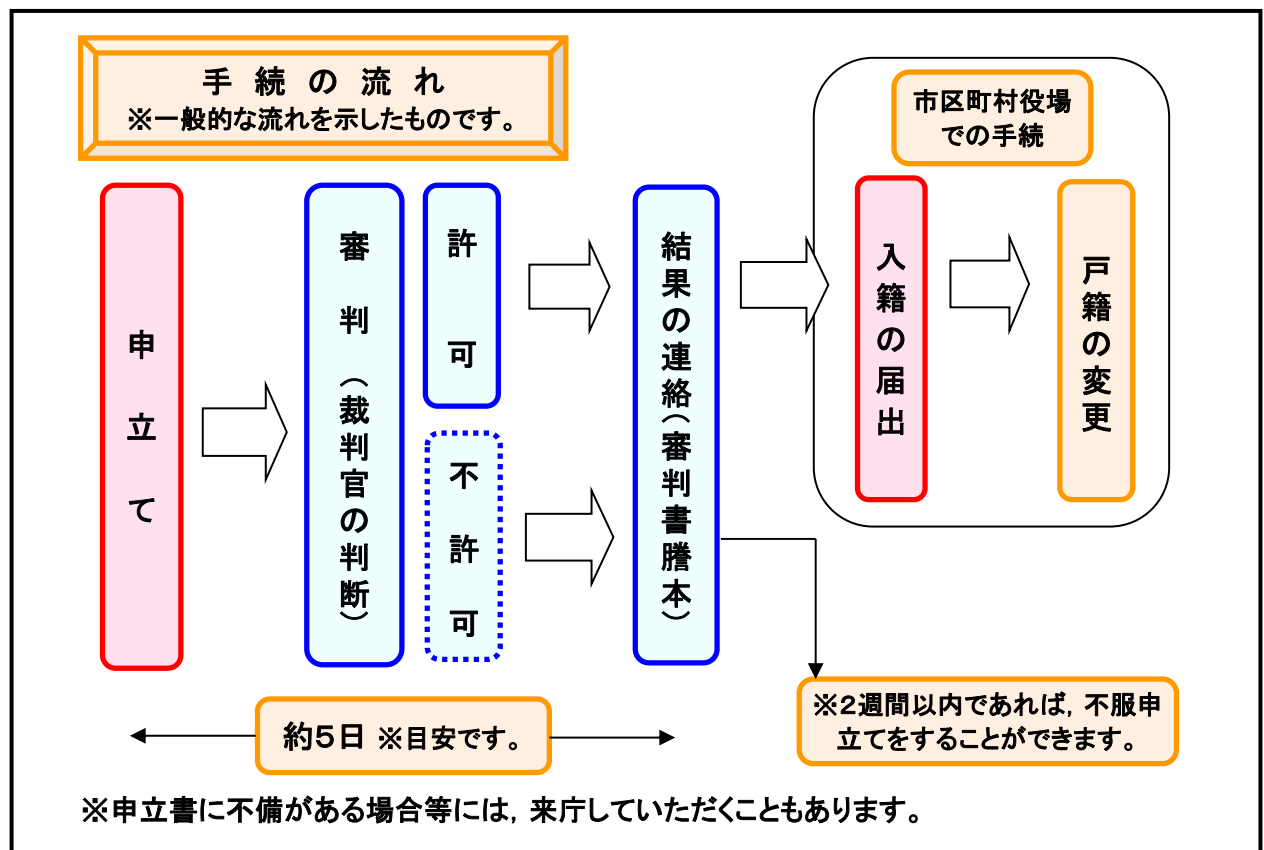 手続の流れ
※一般的な流れを示したものです。
申立て
審判（裁判官の判断）
許可
不許可
結果の連絡（審判書謄本）
市区町村役場
での手続
入籍の届出
戸籍の変更
※２週間以内であれば，不服申
立てをすることができます。
約５日 ※目安です。
※申立書に不備がある場合等には，来庁していただくこともあります。